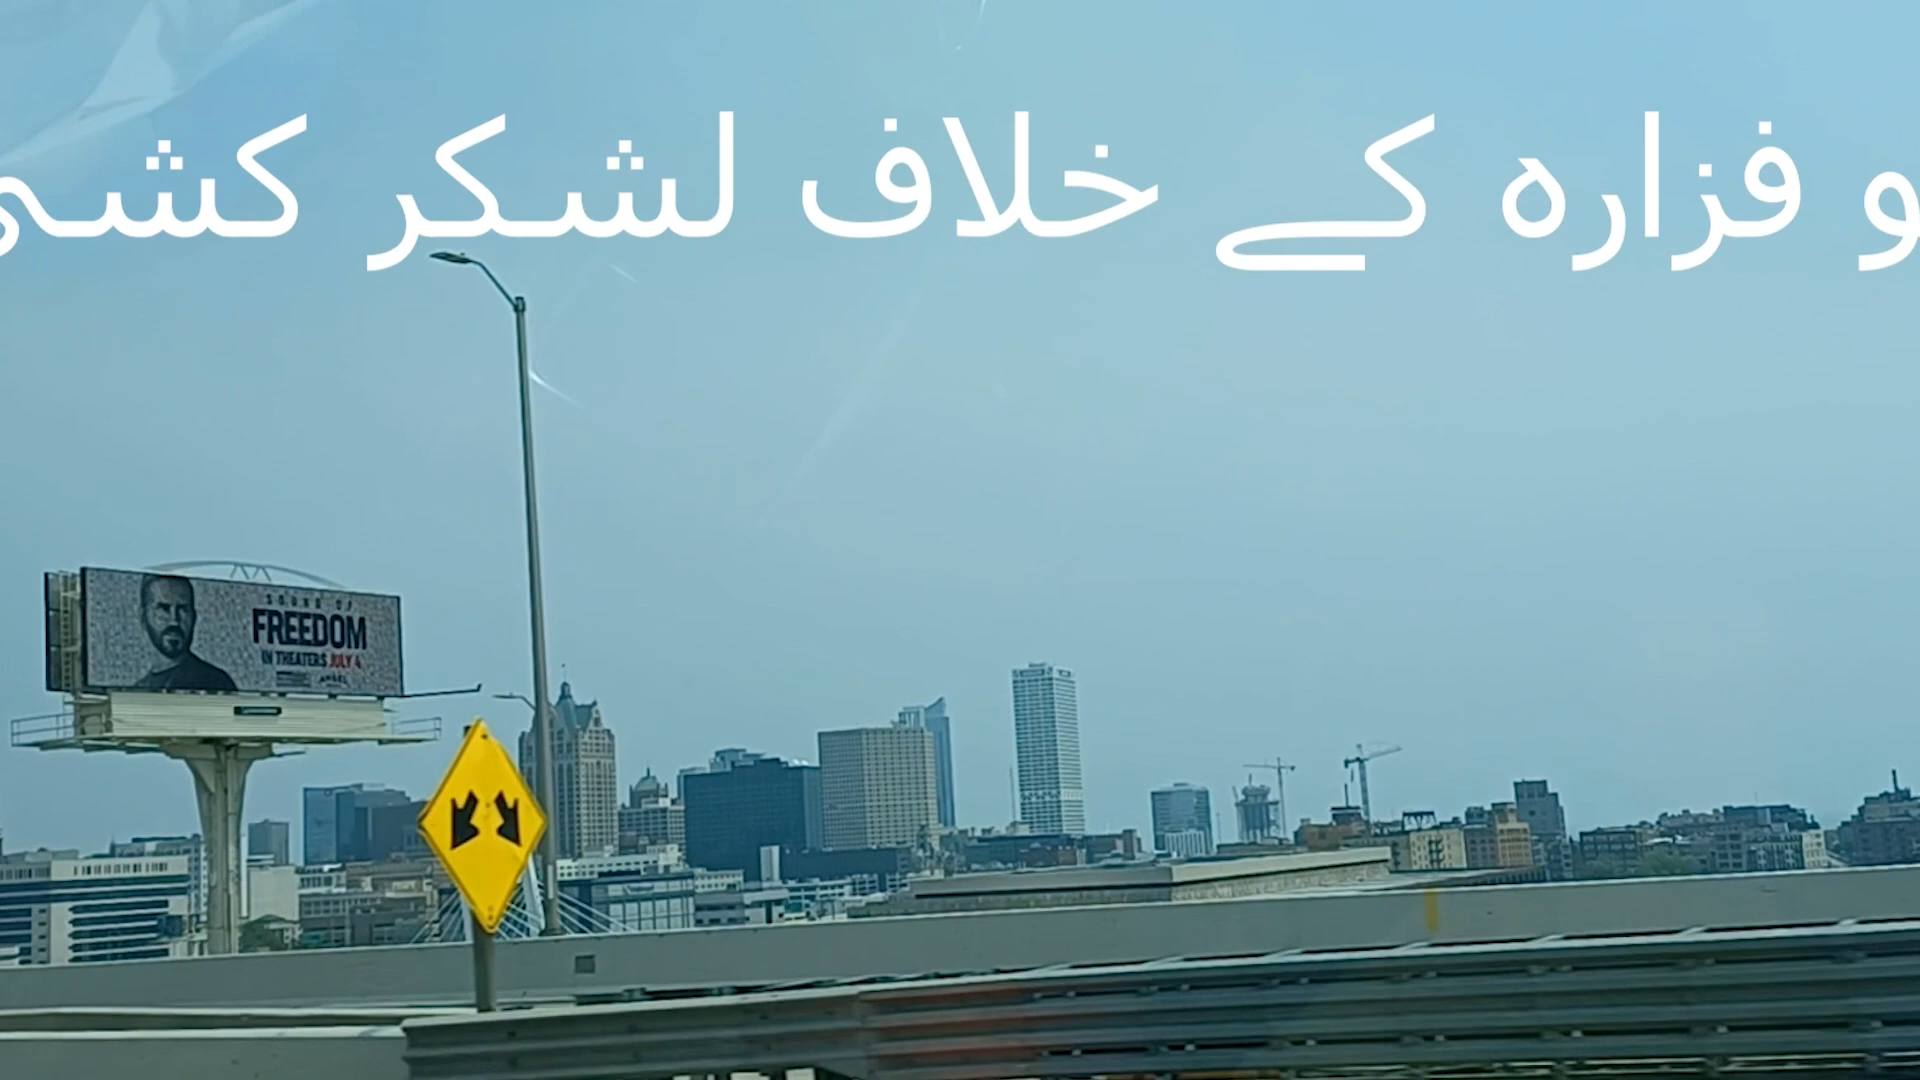 و فزارہ کے خلاف لشکر کشی
SOUND OF
FREEDOM
IN THEATERS JULY 4
ANGEL